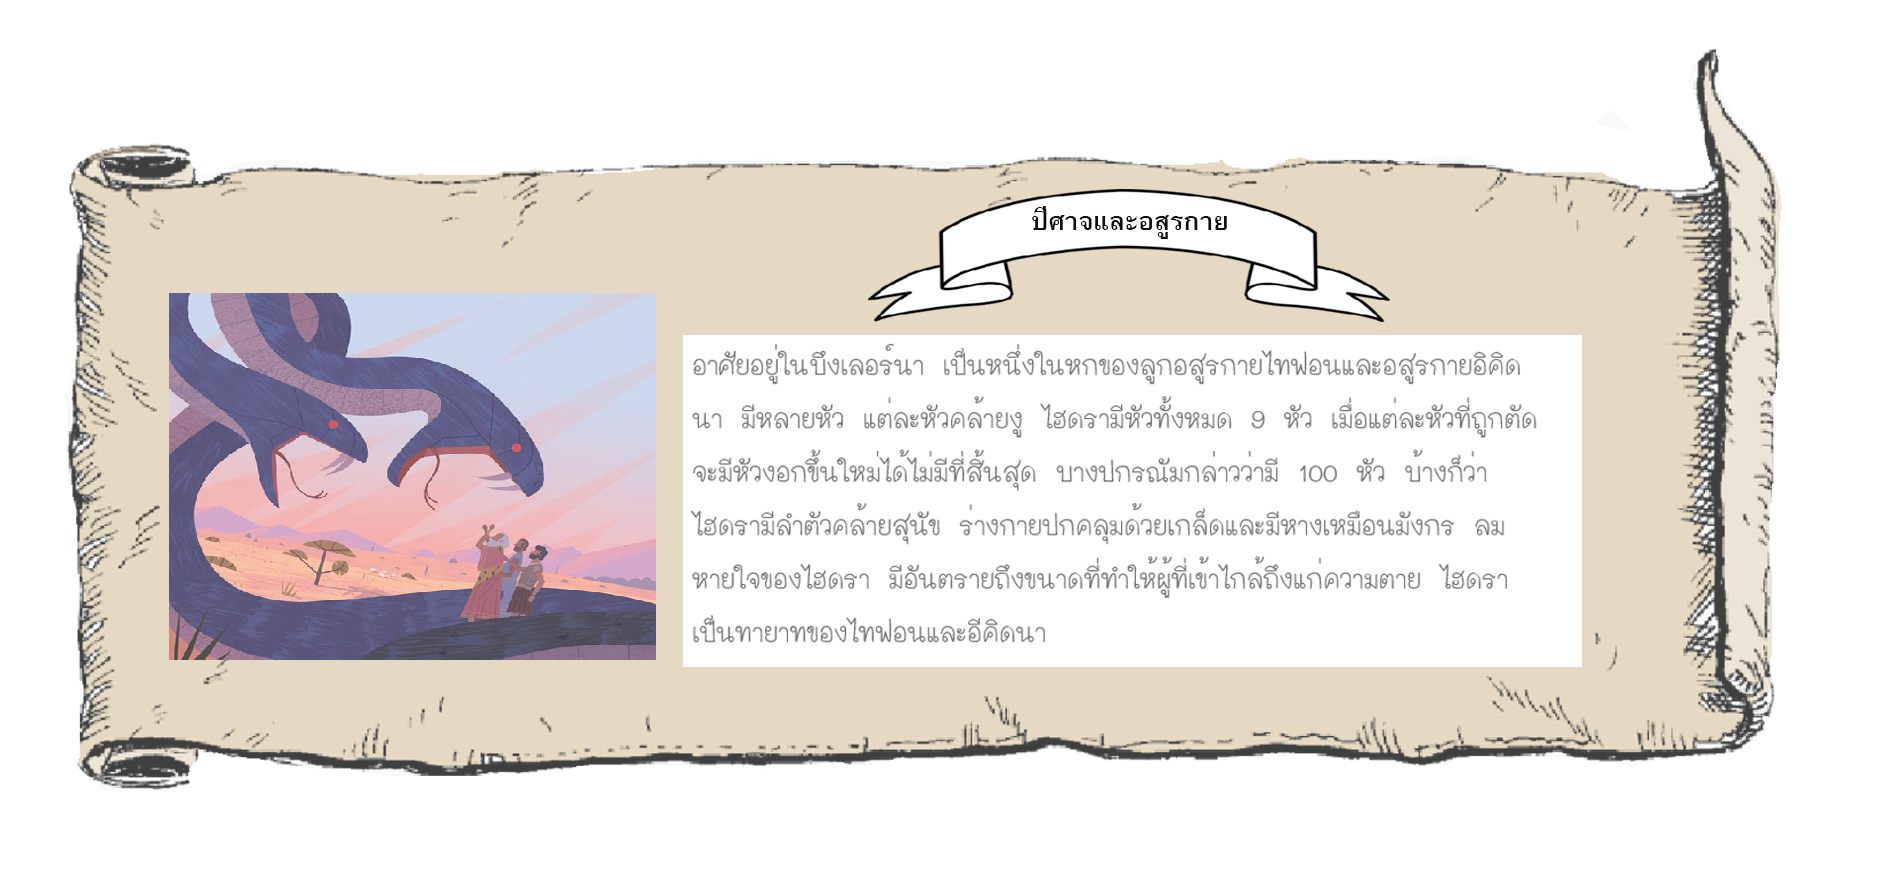 ปีศาจและอสูรกาย
อาศัยอยู่ในบึงเลอร์นา เป็นหนึ่งในหกของลูกอสูรกายไทฟอนและอสูรกายอิคิด
นา มีหลายหัว แต่ละหัวคล้ายงู ไฮดรามีหัวทั้งหมด 9 หัว เมื่อแต่ละหัวที่ถูกตัด
จะมีหัวงอกขึ้นใหม่ได้ไม่มีที่สิ้นสุด บางปกรณัมกล่าวว่ามี 100 หัว บ้างก็ว่า
ไฮดรามีลำตัวคล้ายสุนัข ร่างกายปกคลุมด้วยเกล็ดและมีหางเหมือนมังกร ลม
หายใจของไฮดรา มีอันตรายถึงขนาดที่ทำให้ผู้ที่เข้าไกล้ถึงแก่ความตาย ไฮดรา
เป็นทายาทของไทฟอนและอีคิดนา